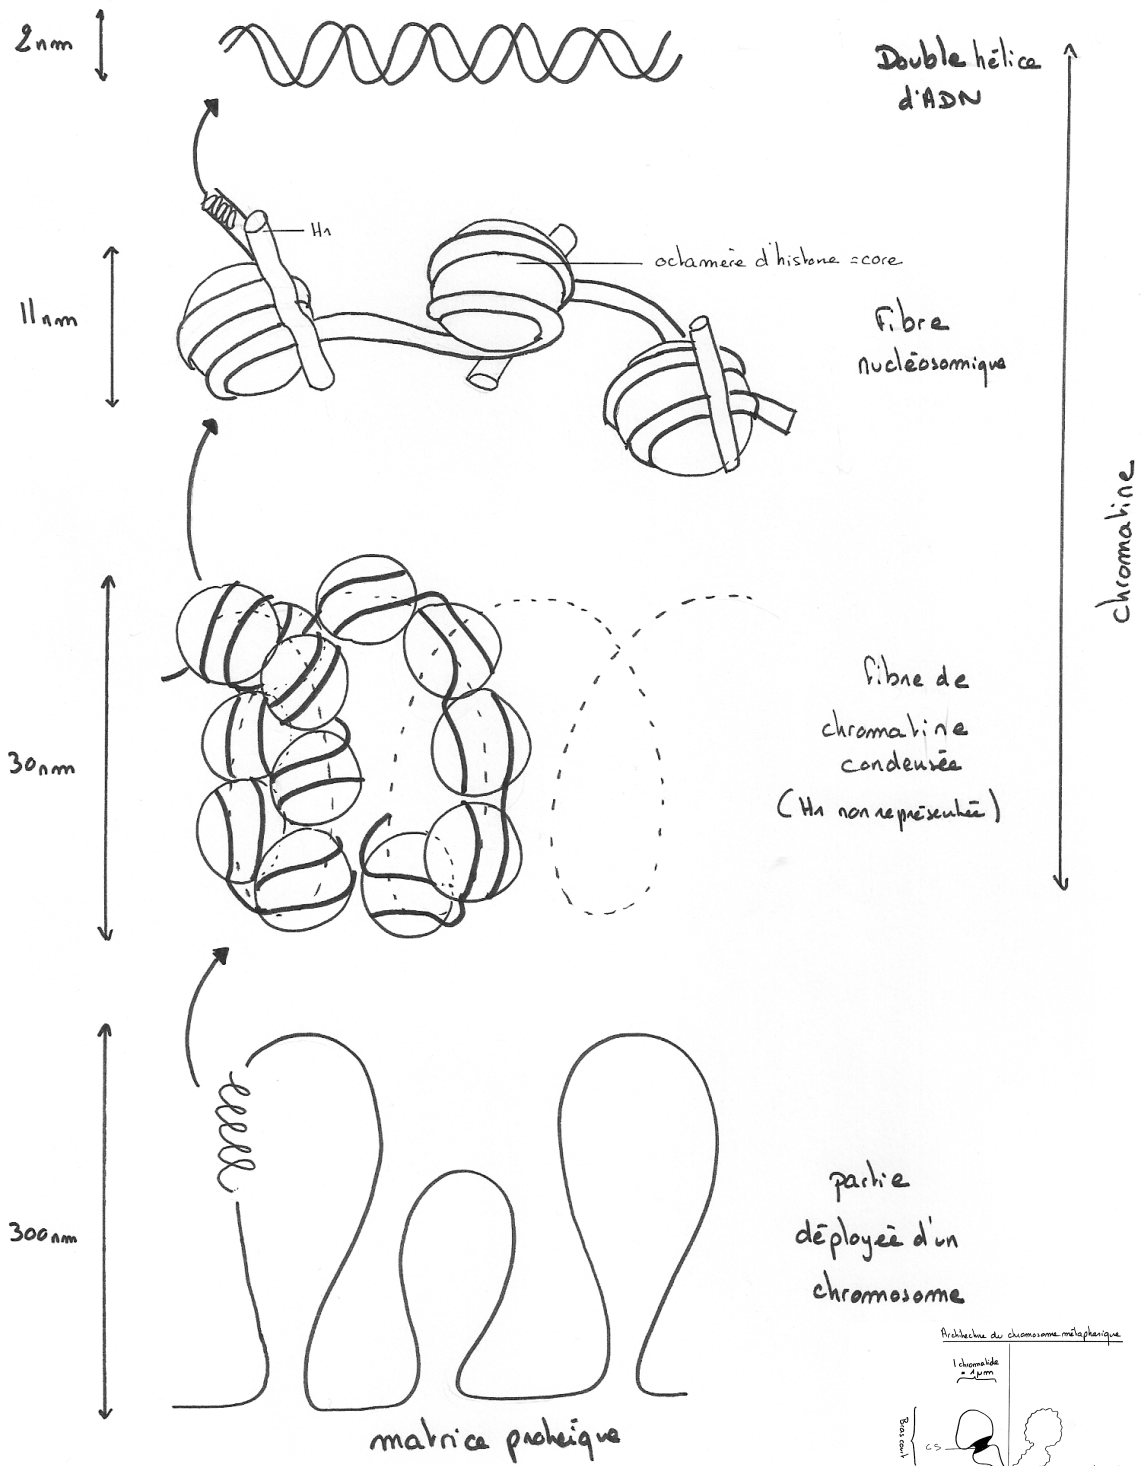 2nm
Double hélice
d'ADN
H1
octamère d'histone = core
11nm
Fibre
nucléosomique
chromatine
30nm
fibre de
chromatine
condensée
(H1 non représentée)
300nm
partie
déployée d'un
chromosome
matrice protéique
Architecture du chromosome métaphasique
1 chromatide
= 1µm
Bras court
CS